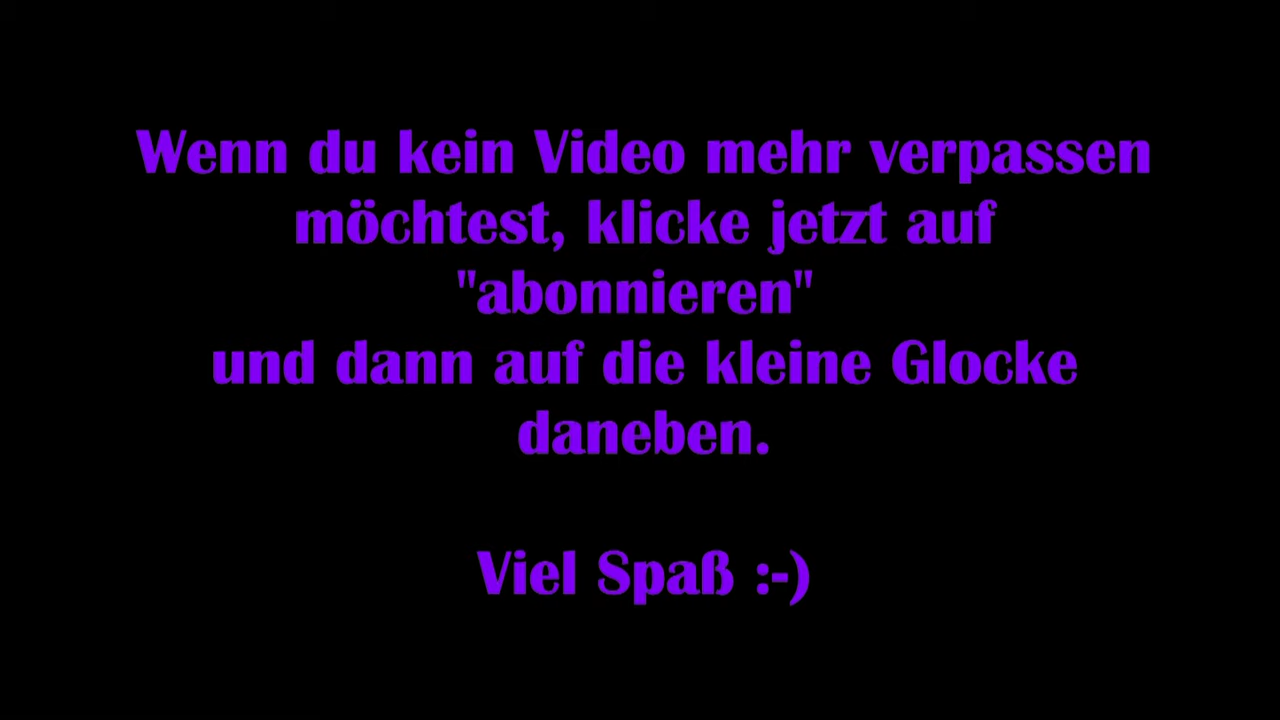 Wenn du kein Video mehr verpassen
möchtest, klicke jetzt auf
"abonnieren"
und dann auf die kleine Glocke
daneben.
Viel Spaß :-)